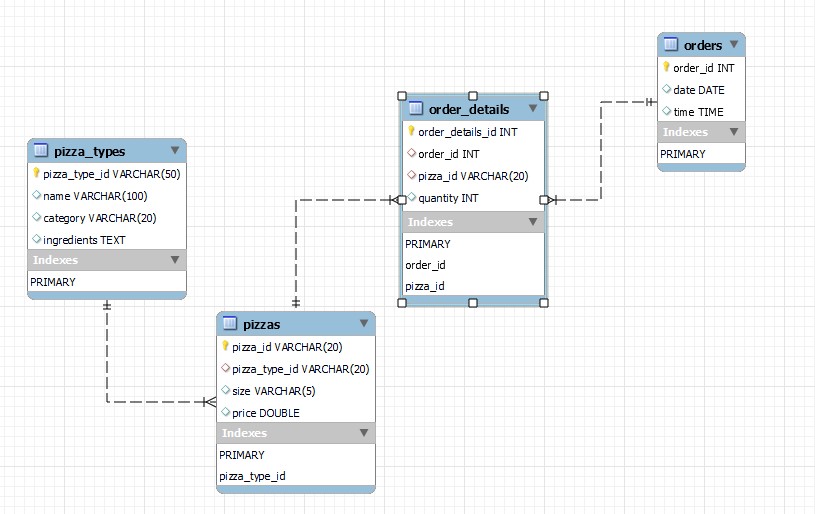 orders
order_id INT
date DATE
time TIME
Indexes
PRIMARY
order_details
order_details_id INT
order_id INT
pizza_id VARCHAR(20)
quantity INT
Indexes
PRIMARY
order_id
pizza_id
pizza_types
pizza_type_id VARCHAR(50)
name VARCHAR(100)
category VARCHAR(20)
ingredients TEXT
Indexes
PRIMARY
pizzas
pizza_id VARCHAR(20)
pizza_type_id VARCHAR(20)
size VARCHAR(5)
price DOUBLE
Indexes
PRIMARY
pizza_type_id